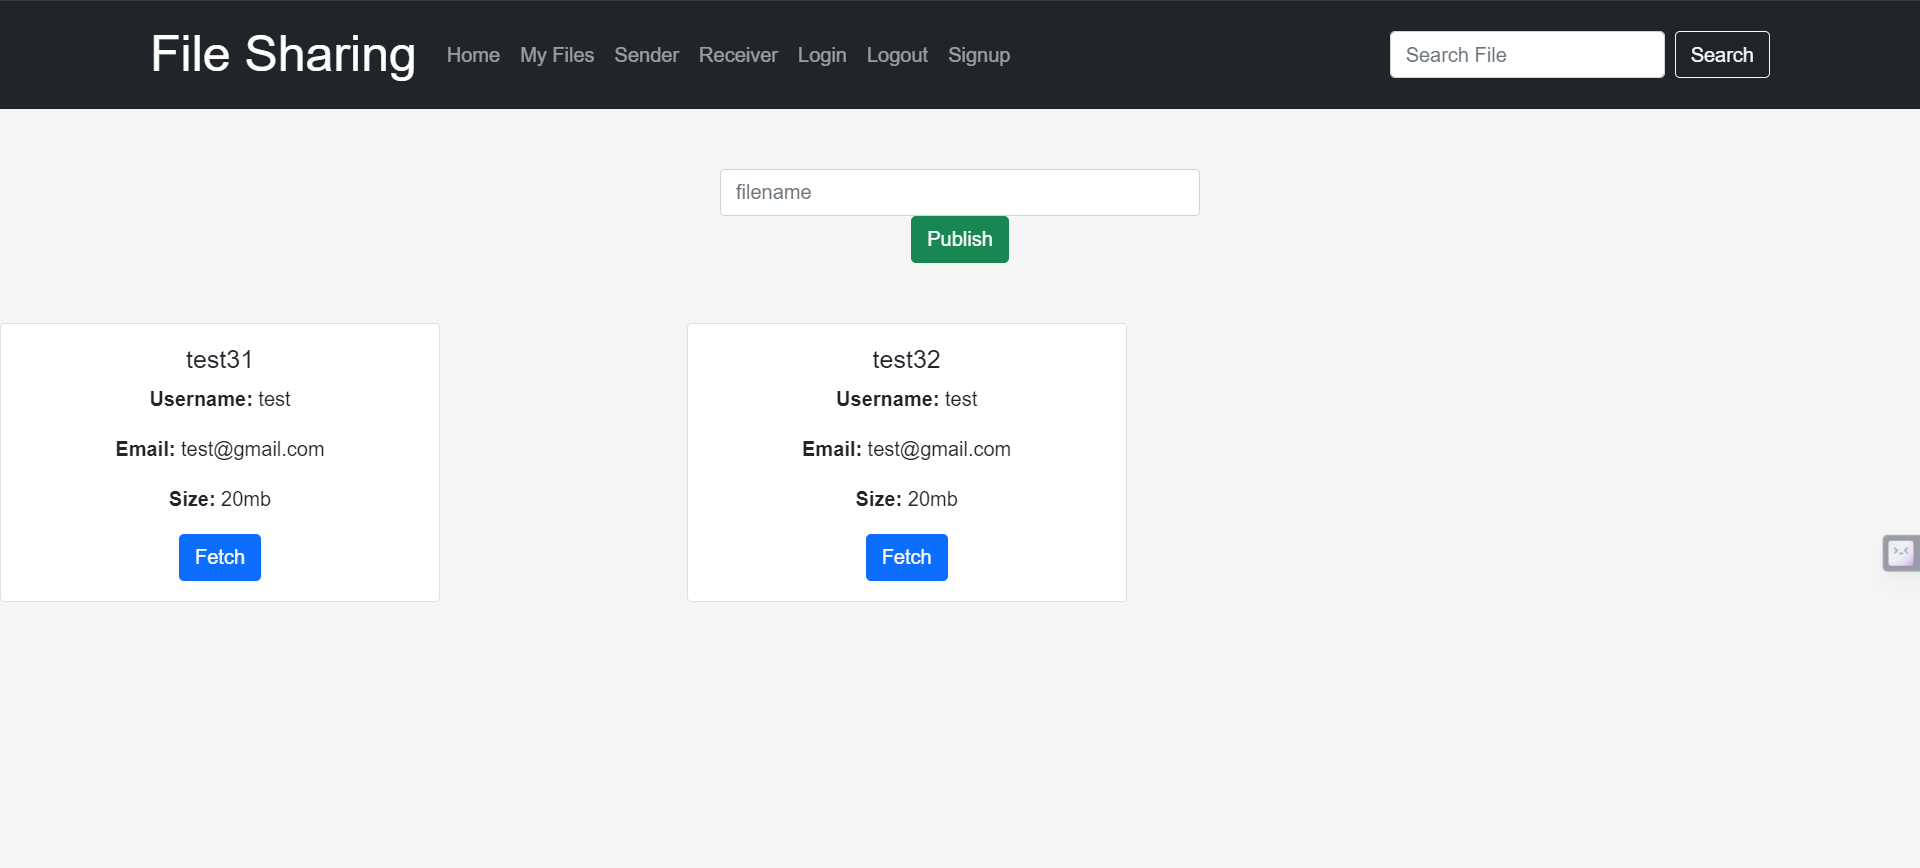 File Sharing Home My Files Sender Receiver Login Logout Signup Search File Search
filename
Publish
test31
Username: test
Email: test@gmail.com
Size: 20mb
Fetch
test32
Username: test
Email: test@gmail.com
Size: 20mb
Fetch